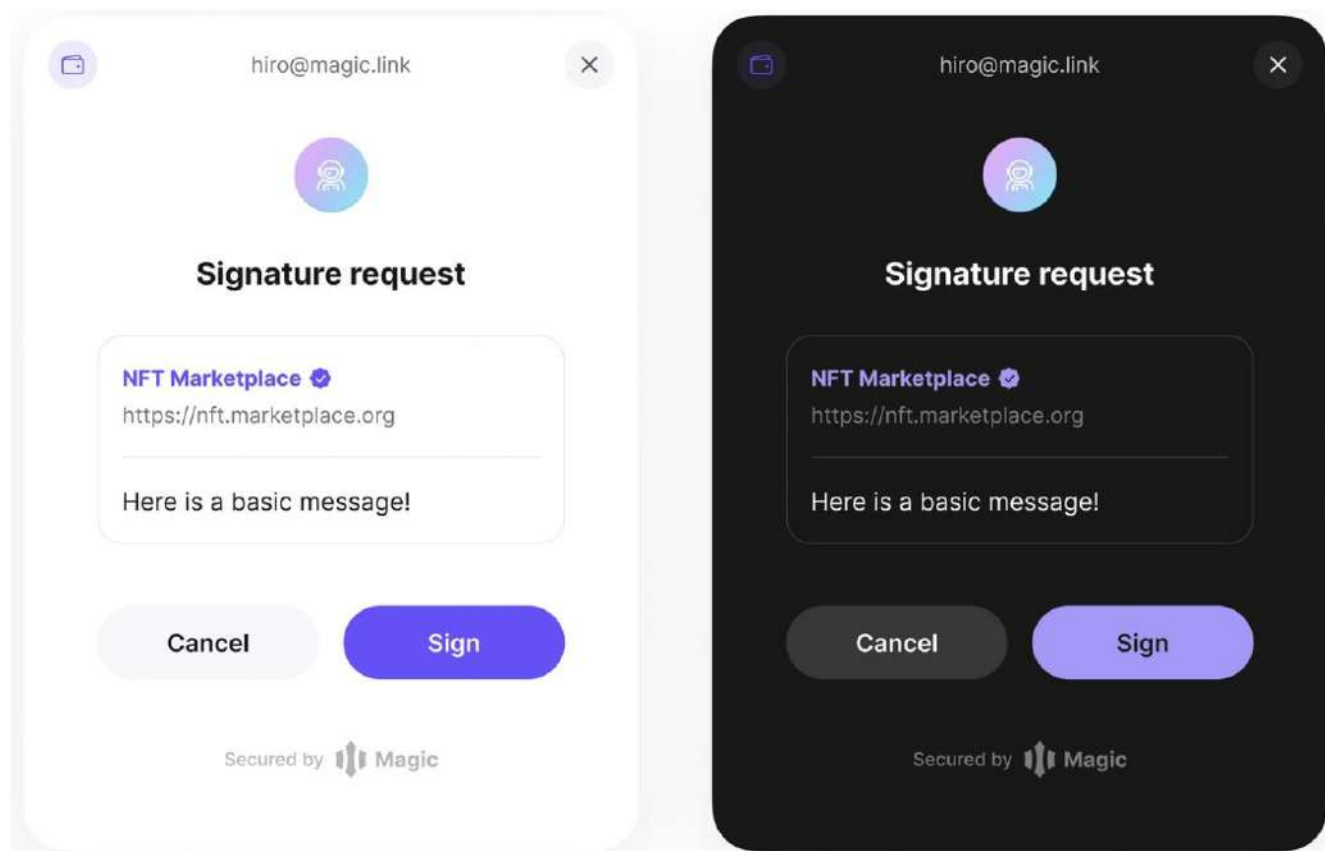 hiro@magic.link
Signature request
NFT Marketplace
https://nft.marketplace.org
Here is a basic message!
Cancel
Sign
Secured by Magic
hiro@magic.link
Signature request
NFT Marketplace
https://nft.marketplace.org
Here is a basic message!
Cancel
Sign
Secured by Magic